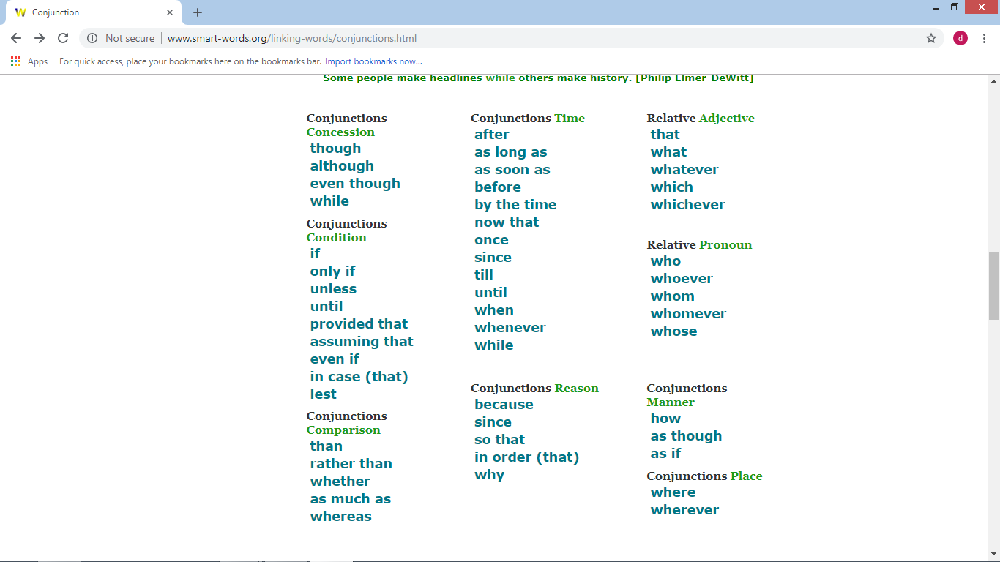 Conjunction
Not secure
www.smart-words.org/linking-words/conjunctions.html
d
Apps
For quick access, place your bookmarks here on the bookmarks bar. Import bookmarks now...
Some people make headlines while others make history. [Philip Elmer-DeWitt]
Conjunctions
Concession
though
although
even though
while
Conjunctions
Condition
if
only if
unless
until
provided that
assuming that
even if
in case (that)
lest
Conjunctions
Comparison
than
rather than
whether
as much as
whereas
Conjunctions Time
after
as long as
as soon as
before
by the time
now that
once
since
till
until
when
whenever
while
Conjunctions Reason
because
since
so that
in order (that)
why
Relative Adjective
that
what
whatever
which
whichever
Relative Pronoun
who
whoever
whom
whomever
whose
Conjunctions
Manner
how
as though
as if
Conjunctions Place
where
wherever